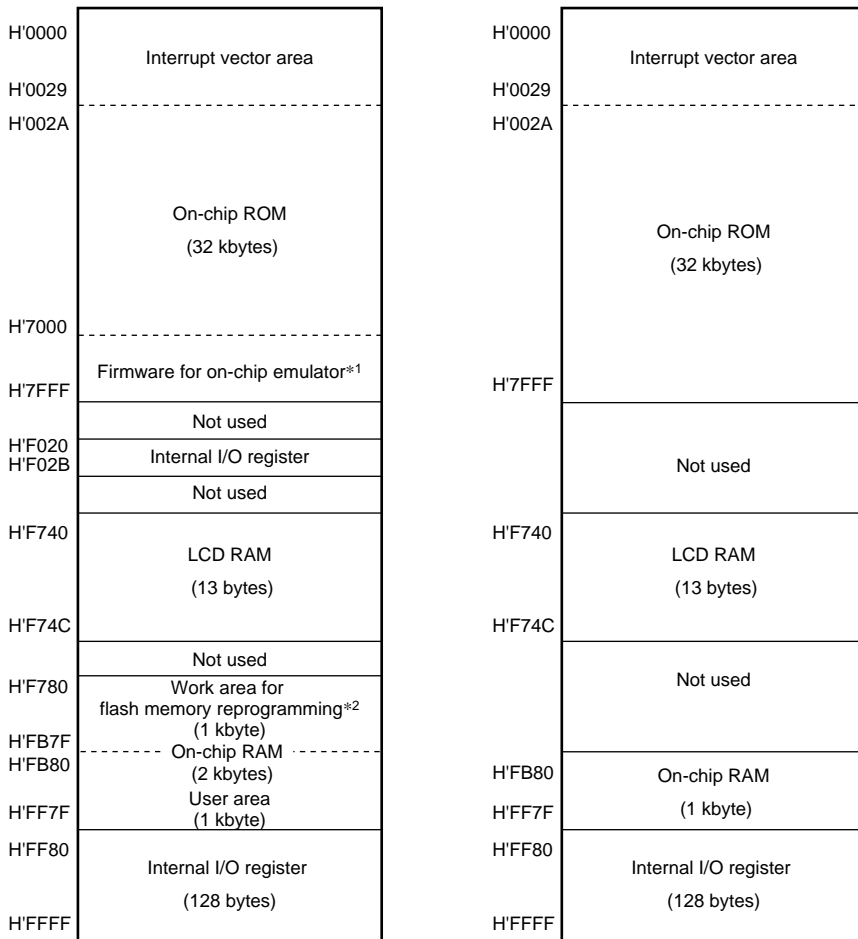 H'0000
Interrupt vector area
H'0029
H'002A
On-chip ROM
(32 kbytes)
H'7000
Firmware for on-chip emulator*1
H'7FFF
Not used
H'F020
H'F02B
Internal I/O register
Not used
H'F740
LCD RAM
(13 bytes)
H'F74C
Not used
H'F780
Work area for
flash memory reprogramming*2
(1 kbyte)
H'FB7F
On-chip RAM
H'FB80
(2 kbytes)
User area
H'FF7F
(1 kbyte)
H'FF80
Internal I/O register
(128 bytes)
H'FFFF
H'0000
Interrupt vector area
H'0029
H'002A
On-chip ROM
(32 kbytes)
H'7FFF
Not used
H'F740
LCD RAM
(13 bytes)
H'F74C
Not used
H'FB80
On-chip RAM
(1 kbyte)
H'FF7F
H'FF80
Internal I/O register
(128 bytes)
H'FFFF